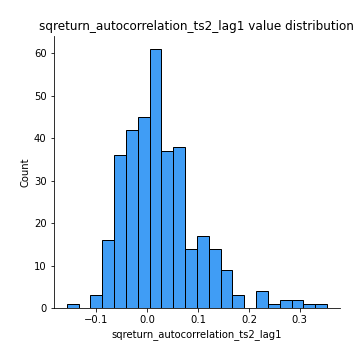 sqreturn_autocorrelation_ts2_lag1 value distribution
60
50
40
30
20
10
0
Count
−0.1 0.0 0.1 0.2 0.3
sqreturn_autocorrelation_ts2_lag1